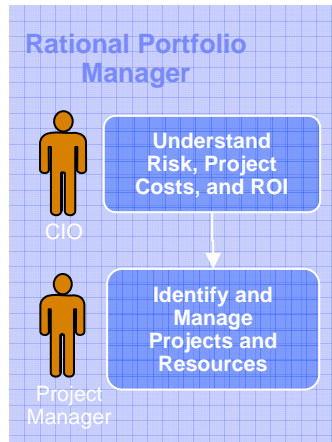 Rational Portfolio
Manager
Understand
Risk, Project
Costs, and ROI
CIO
Identify and
Manage
Projects and
Resources
Project
Manager